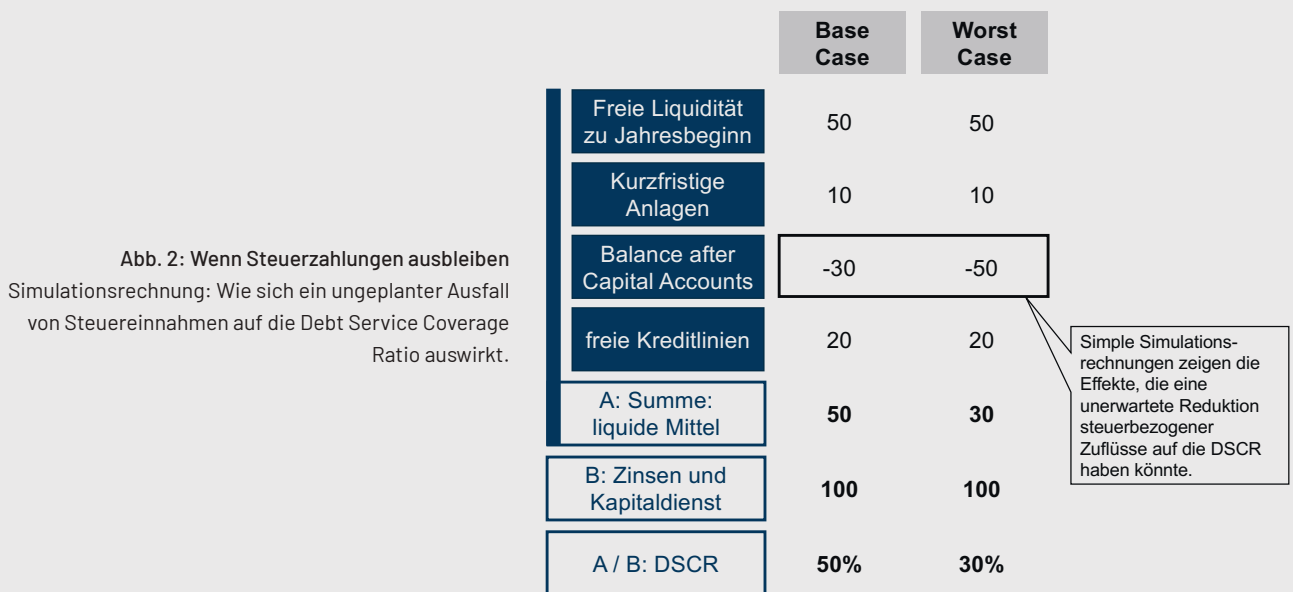 Base
Case
Worst
Case
Freie Liquidität
zu Jahresbeginn
50
50
Kurzfristige
Anlagen
10
10
Balance after
Capital Accounts
-30
-50
freie Kreditlinien
20
20
A: Summe:
liquide Mittel
50
30
B: Zinsen und
Kapitaldienst
100
100
A / B: DSCR
50%
30%
Abb. 2: Wenn Steuerzahlungen ausbleiben
Simulationsrechnung: Wie sich ein ungeplanter Ausfall
von Steuereinnahmen auf die Debt Service Coverage
Ratio auswirkt.
Simple Simulations-
rechnungen zeigen die
Effekte, die eine
unerwartete Reduktion
steuerbezogener
Zuflüsse auf die DSCR
haben könnte.